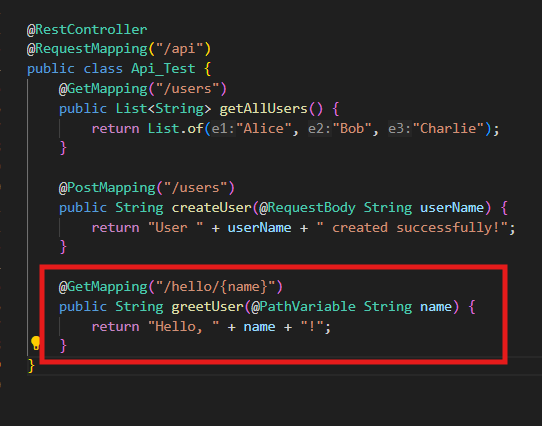 @RestController
@RequestMapping("/api")
public class Api_Test {
@GetMapping("/users")
public List<String> getAllUsers() {
return List.of(e1:"Alice", e2:"Bob", e3:"Charlie");
}
@PostMapping("/users")
public String createUser(@RequestBody String userName) {
return "User " + userName + " created successfully!";
}
@GetMapping("/hello/{name}")
public String greetUser(@PathVariable String name) {
return "Hello, " + name + "!";
}
}